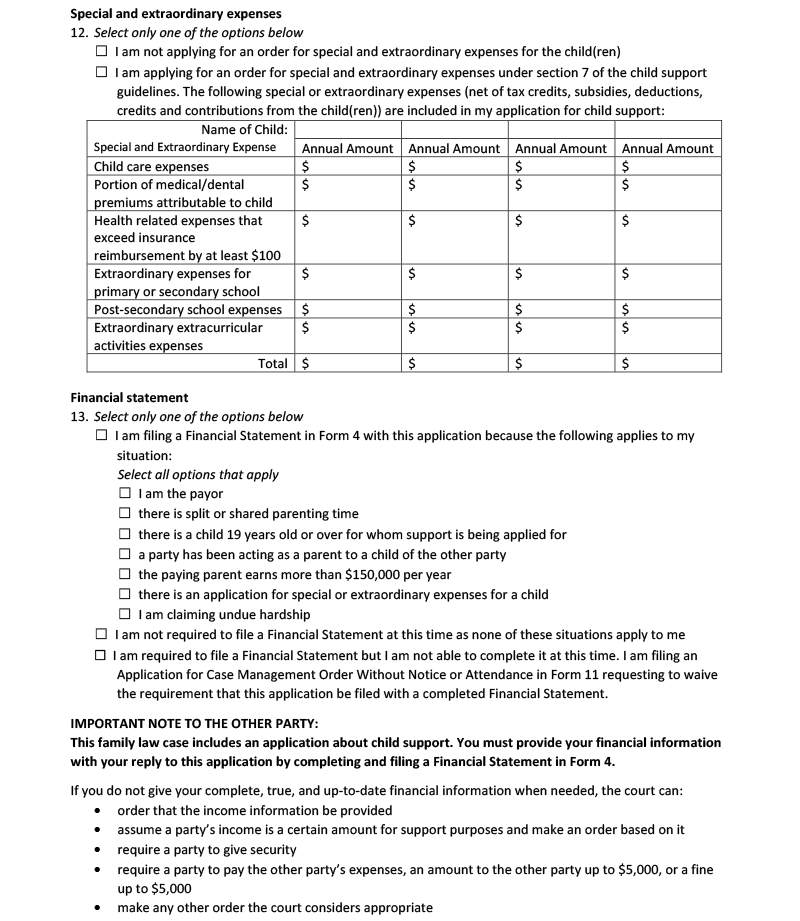 Special and extraordinary expenses
12. Select only one of the options below
☐ I am not applying for an order for special and extraordinary expenses for the child(ren)
☐ I am applying for an order for special and extraordinary expenses under section 7 of the child support
guidelines. The following special or extraordinary expenses (net of tax credits, subsidies, deductions,
credits and contributions from the child(ren)) are included in my application for child support:
Name of Child:
Special and Extraordinary Expense Annual Amount Annual Amount Annual Amount Annual Amount
Child care expenses $ $ $ $
Portion of medical/dental $ $ $ $
premiums attributable to child
Health related expenses that $ $ $ $
exceed insurance
reimbursement by at least $100
Extraordinary expenses for $ $ $ $
primary or secondary school
Post-secondary school expenses $ $ $ $
Extraordinary extracurricular $ $ $ $
activities expenses
Total $ $ $ $
Financial statement
13. Select only one of the options below
☐ I am filing a Financial Statement in Form 4 with this application because the following applies to my
situation:
Select all options that apply
☐ I am the payor
☐ there is split or shared parenting time
☐ there is a child 19 years old or over for whom support is being applied for
☐ a party has been acting as a parent to a child of the other party
☐ the paying parent earns more than $150,000 per year
☐ there is an application for special or extraordinary expenses for a child
☐ I am claiming undue hardship
☐ I am not required to file a Financial Statement at this time as none of these situations apply to me
☐ I am required to file a Financial Statement but I am not able to complete it at this time. I am filing an
Application for Case Management Order Without Notice or Attendance in Form 11 requesting to waive
the requirement that this application be filed with a completed Financial Statement.
IMPORTANT NOTE TO THE OTHER PARTY:
This family law case includes an application about child support. You must provide your financial information
with your reply to this application by completing and filing a Financial Statement in Form 4.
If you do not give your complete, true, and up-to-date financial information when needed, the court can:
• order that the income information be provided
• assume a party's income is a certain amount for support purposes and make an order based on it
• require a party to give security
• require a party to pay the other party's expenses, an amount to the other party up to $5,000, or a fine
up to $5,000
• make any other order the court considers appropriate